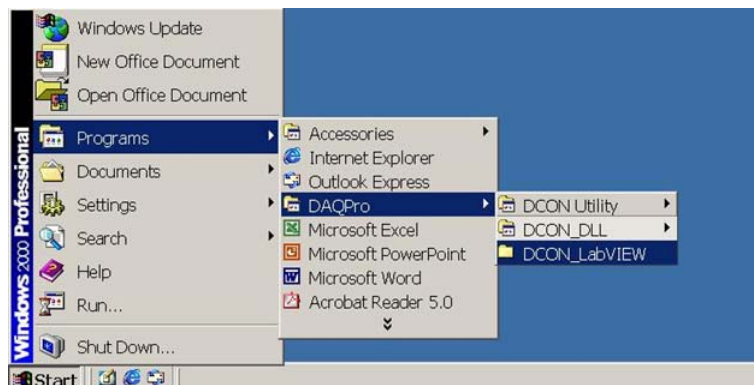 Windows Update
New Office Document
Open Office Document
Programs
Documents
Settings
Search
Help
Run...
Shut Down...
Windows 2000 Professional
Accessories
Internet Explorer
Outlook Express
DAQPro
Microsoft Excel
Microsoft PowerPoint
Microsoft Word
Acrobat Reader 5.0
DCON Utility
DCON_DLL
DCON_LabVIEW
Start